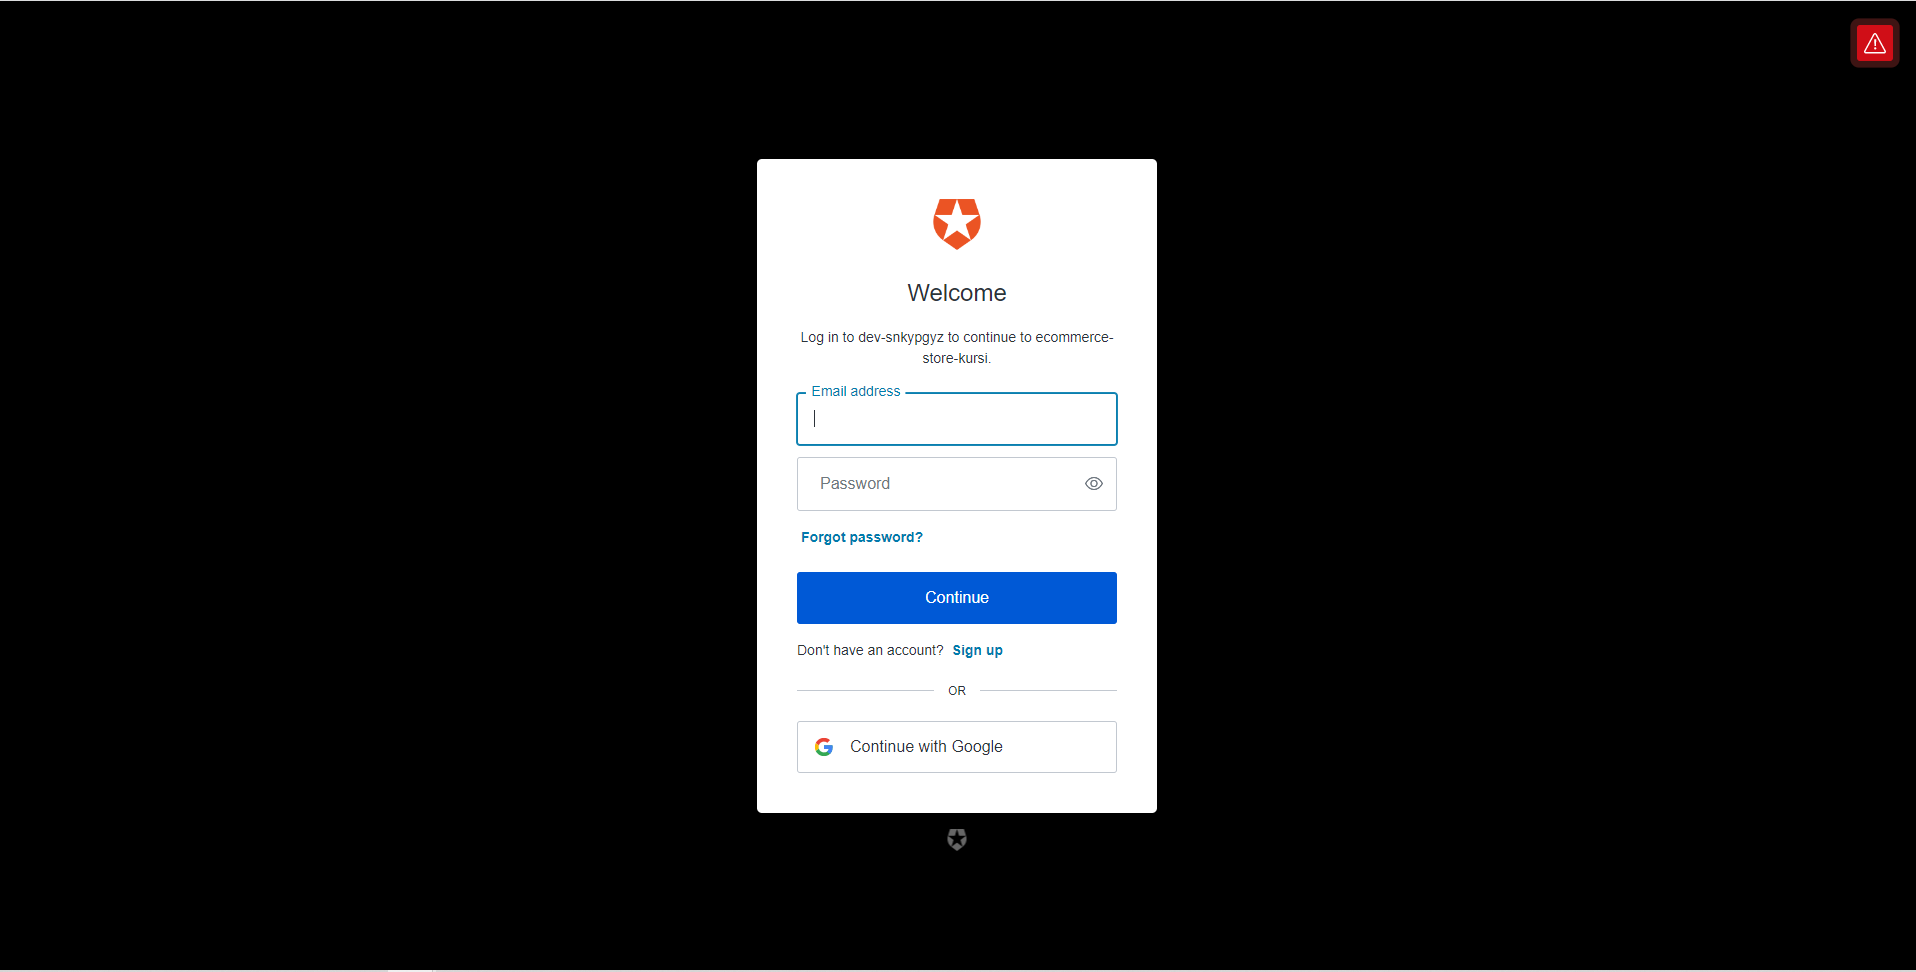 Welcome
Log in to dev-snkypgyz to continue to ecommerce-
store-kursi.
Email address
Password
Forgot password?
Continue
Don't have an account? Sign up
OR
Continue with Google